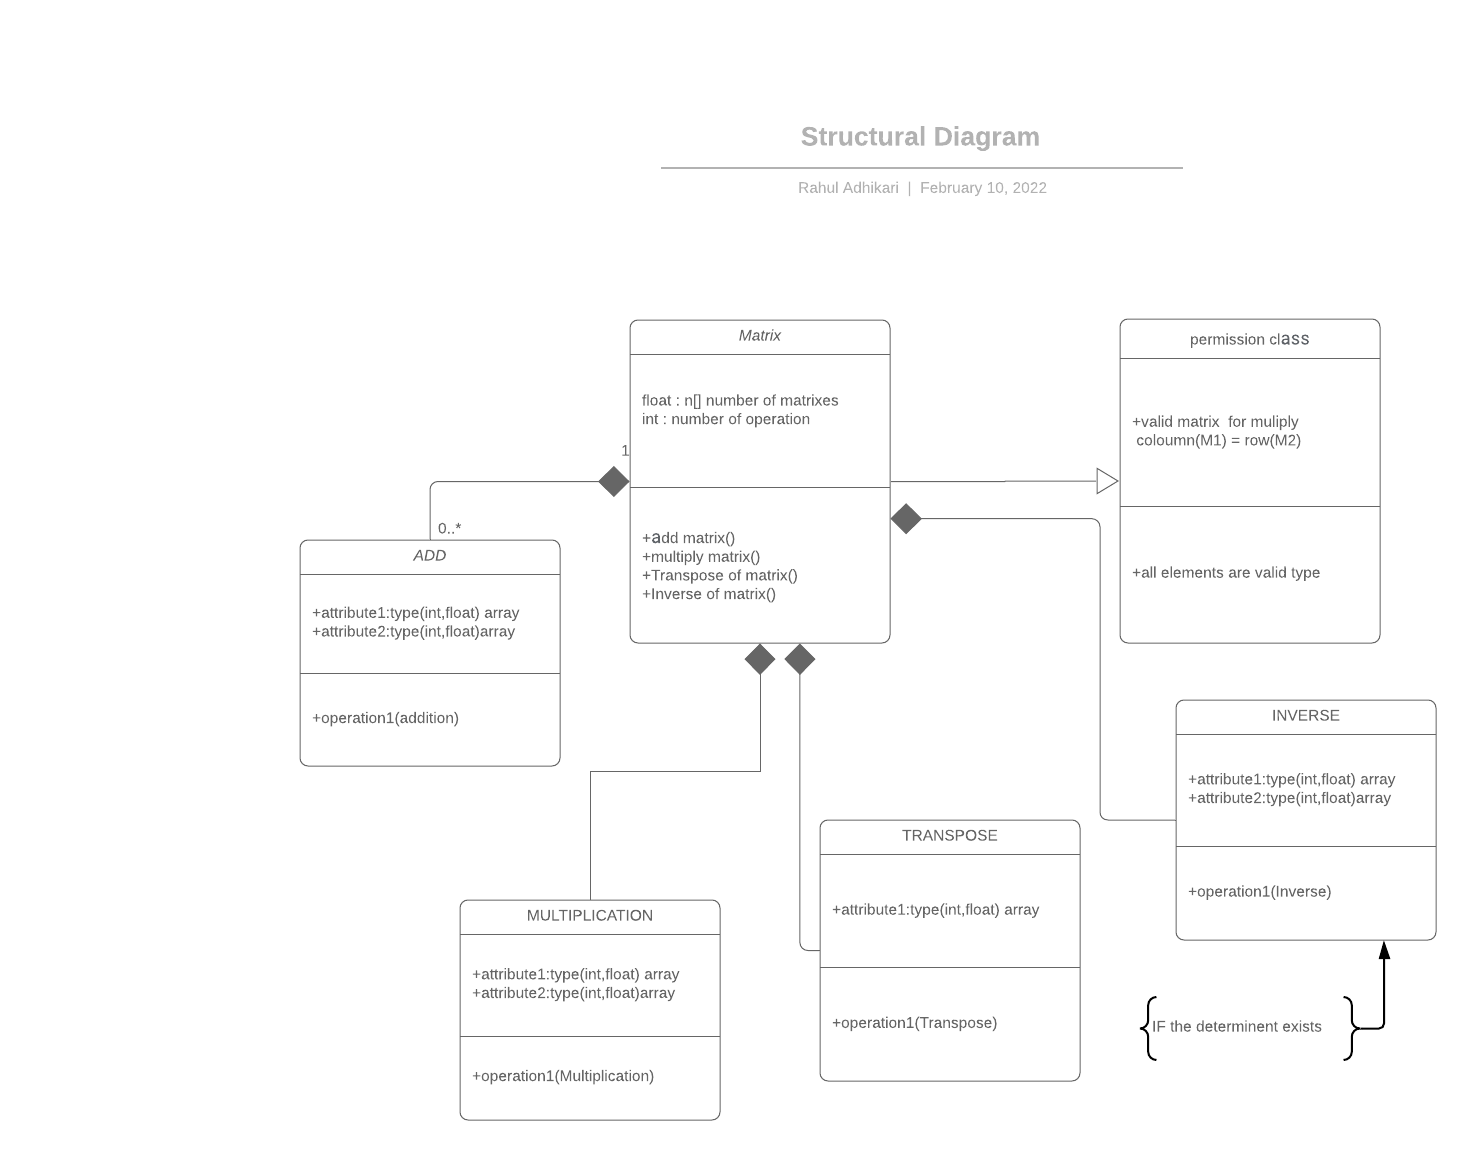 Structural Diagram
Rahul Adhikari | February 10, 2022
Matrix
float : n[] number of matrixes
int : number of operation
+add matrix()
+multiply matrix()
+Transpose of matrix()
+Inverse of matrix()
permission class
+valid matrix  for muliply
coloumn(M1) = row(M2)
+all elements are valid type
1
0..*
ADD
+attribute1:type(int,float) array
+attribute2:type(int,float)array
+operation1(addition)
INVERSE
+attribute1:type(int,float) array
+attribute2:type(int,float)array
+operation1(Inverse)
TRANSPOSE
+attribute1:type(int,float) array
+operation1(Transpose)
MULTIPLICATION
+attribute1:type(int,float) array
+attribute2:type(int,float)array
+operation1(Multiplication)
{IF the determinent exists }